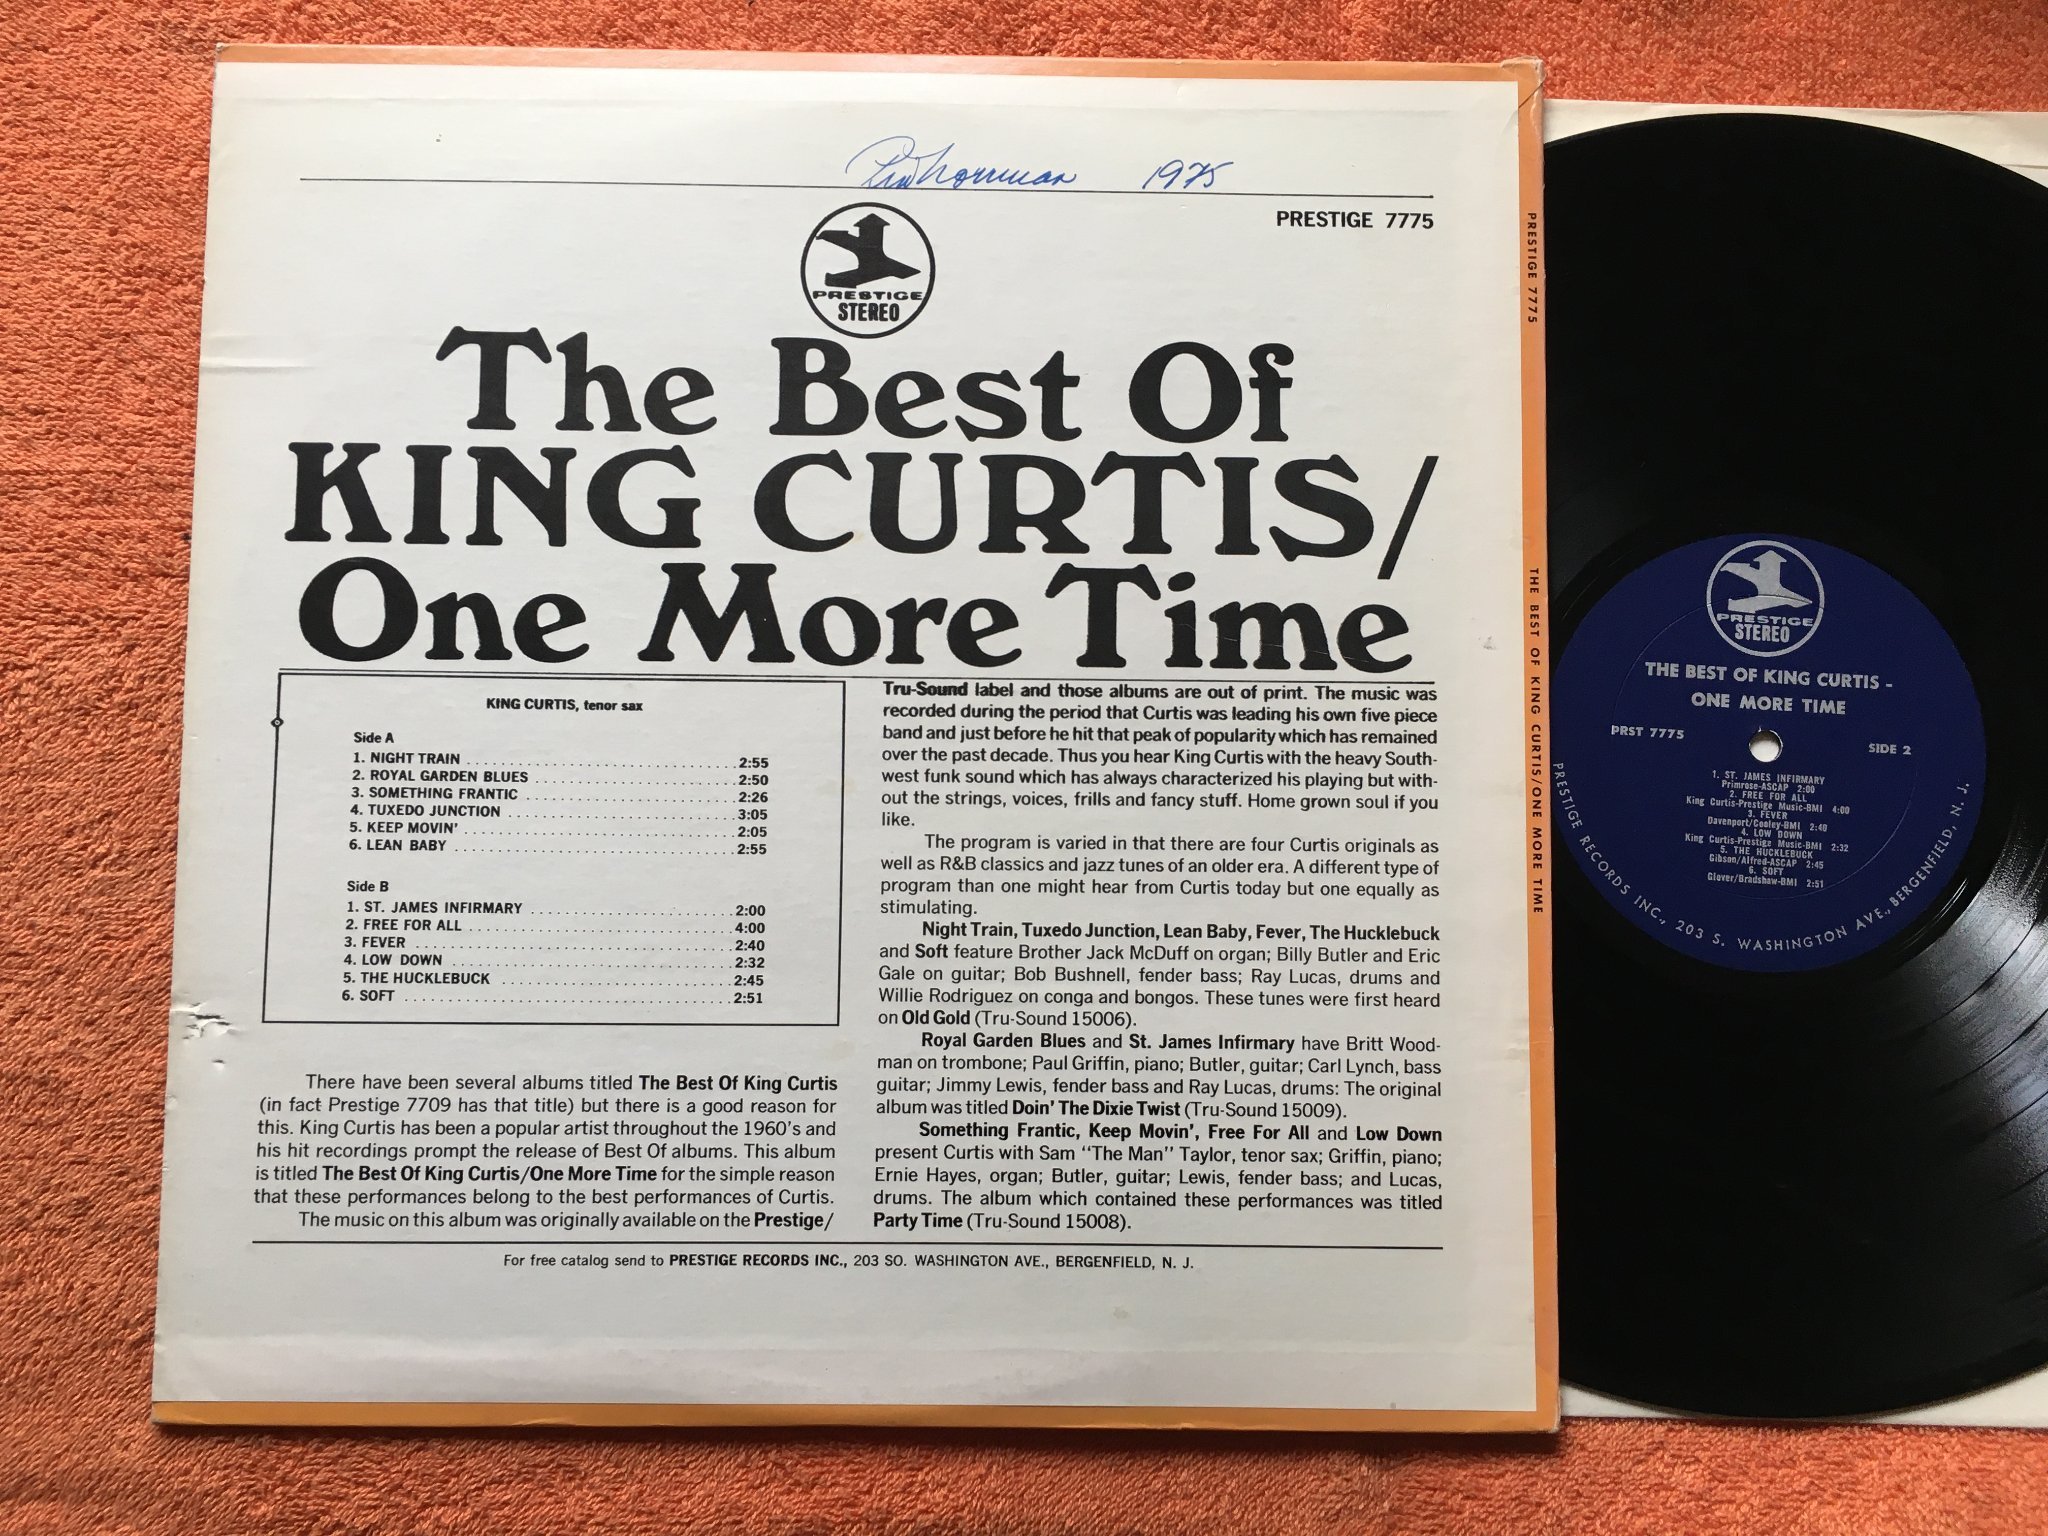 1975
PRESTIGE 7775
PRESTIGE
STEREO
The Best Of
KING CURTIS/
One More Time
KING CURTIS, tenor sax
Side A
1. NIGHT TRAIN 2:55
2. ROYAL GARDEN BLUES 2:50
3. SOMETHING FRANTIC 2:26
4. TUXEDO JUNCTION 3:05
5. KEEP MOVIN' 2:05
6. LEAN BABY 2:55
Side B
1. ST. JAMES INFIRMARY 2:00
2. FREE FOR ALL 4:00
3. FEVER 2:40
4. LOW DOWN 2:32
5. THE HUCKLEBUCK 2:45
6. SOFT 2:51
There have been several albums titled The Best Of King Curtis
(in fact Prestige 7709 has that title) but there is a good reason for
this. King Curtis has been a popular artist throughout the 1960's and
his hit recordings prompt the release of Best Of albums. This album
is titled The Best Of King Curtis/One More Time for the simple reason
that these performances belong to the best performances of Curtis.
The music on this album was originally available on the Prestige/
Tru-Sound label and those albums are out of print. The music was
recorded during the period that Curtis was leading his own five piece
band and just before he hit that peak of popularity which has remained
over the past decade. Thus you hear King Curtis with the heavy South-
west funk sound which has always characterized his playing but with-
out the strings, voices, frills and fancy stuff. Home grown soul if you
like.
The program is varied in that there are four Curtis originals as
well as R&B classics and jazz tunes of an older era. A different type of
program than one might hear from Curtis today but one equally as
stimulating.
Night Train, Tuxedo Junction, Lean Baby, Fever, The Hucklebuck
and Soft feature Brother Jack McDuff on organ; Billy Butler and Eric
Gale on guitar; Bob Bushnell, fender bass; Ray Lucas, drums and
Willie Rodriguez on conga and bongos. These tunes were first heard
on Old Gold (Tru-Sound 15006).
Royal Garden Blues and St. James Infirmary have Britt Wood-
man on trombone; Paul Griffin, piano; Butler, guitar; Carl Lynch, bass
guitar; Jimmy Lewis, fender bass and Ray Lucas, drums: The original
album was titled Doin' The Dixie Twist (Tru-Sound 15009).
Something Frantic, Keep Movin', Free For All and Low Down
present Curtis with Sam "The Man" Taylor, tenor sax; Griffin, piano;
Ernie Hayes, organ; Butler, guitar; Lewis, fender bass; and Lucas,
drums. The album which contained these performances was titled
Party Time (Tru-Sound 15008).
For free catalog send to PRESTIGE RECORDS INC., 203 SO. WASHINGTON AVE., BERGENFIELD, N. J.
PRESTIGE 7775 THE BEST OF KING CURTIS/ONE MORE TIME
PRESTIGE
STEREO
THE BEST OF KING CURTIS -
ONE MORE TIME
PRST 7775
SIDE 2
1. ST. JAMES INFIRMARY
Primrose-ASCAP 2:00
2. FREE FOR ALL
King Curtis-Prestige Music-BMI 4:00
3. FEVER
Davenport/Cooley-BMI 2:40
4. LOW DOWN
King Curtis-Prestige Music-BMI 2:32
5. THE HUCKLEBUCK
Gibson/Alfred-ASCAP 2:45
6. SOFT
Glover/Bradshaw-BMI 2:51
PRESTIGE RECORDS INC., 203 S. WASHINGTON AVE., BERGENFIELD, N. J.